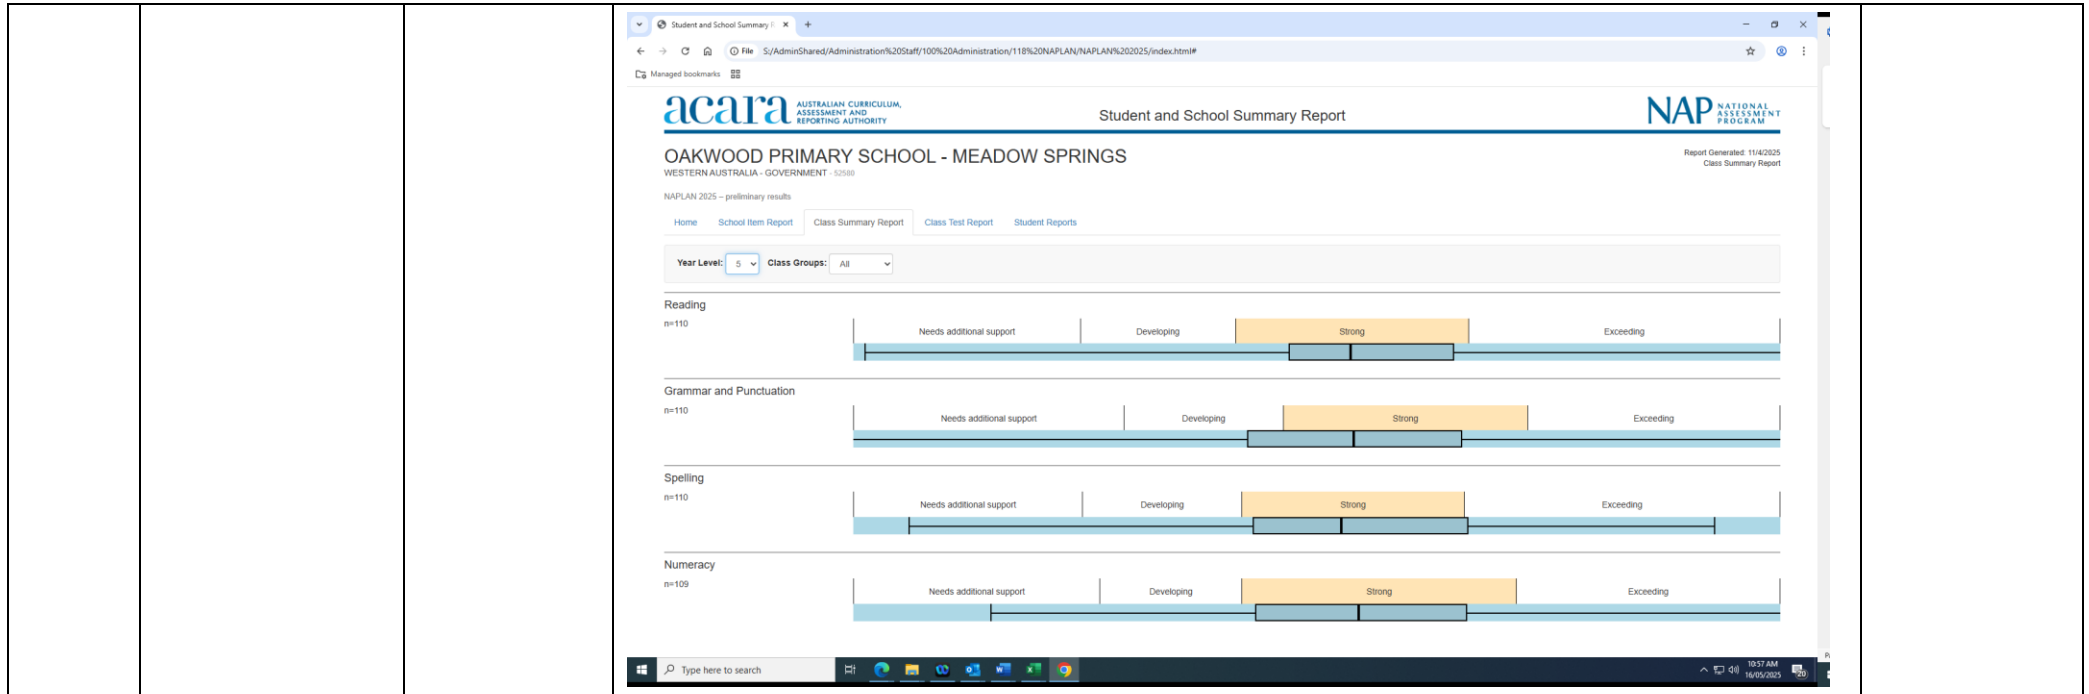 Student and School Summary R
File S:/AdminShared/Administration%20Staff/100%20Administration/118%20NAPLAN/NAPLAN%202025/index.html#
Managed bookmarks
acara AUSTRALIAN CURRICULUM,
ASSESSMENT AND
REPORTING AUTHORITY
Student and School Summary Report
NAP NATIONAL
ASSESSMENT
PROGRAM
OAKWOOD PRIMARY SCHOOL - MEADOW SPRINGS
WESTERN AUSTRALIA - GOVERNMENT - 52580
Report Generated: 11/4/2025
Class Summary Report
NAPLAN 2025 – preliminary results
Home School Item Report Class Summary Report Class Test Report Student Reports
Year Level: 5 Class Groups: All
Reading
n=110
Needs additional support Developing Strong Exceeding
Grammar and Punctuation
n=110
Needs additional support Developing Strong Exceeding
Spelling
n=110
Needs additional support Developing Strong Exceeding
Numeracy
n=109
Needs additional support Developing Strong Exceeding
Type here to search
10:57 AM
16/05/2025
20